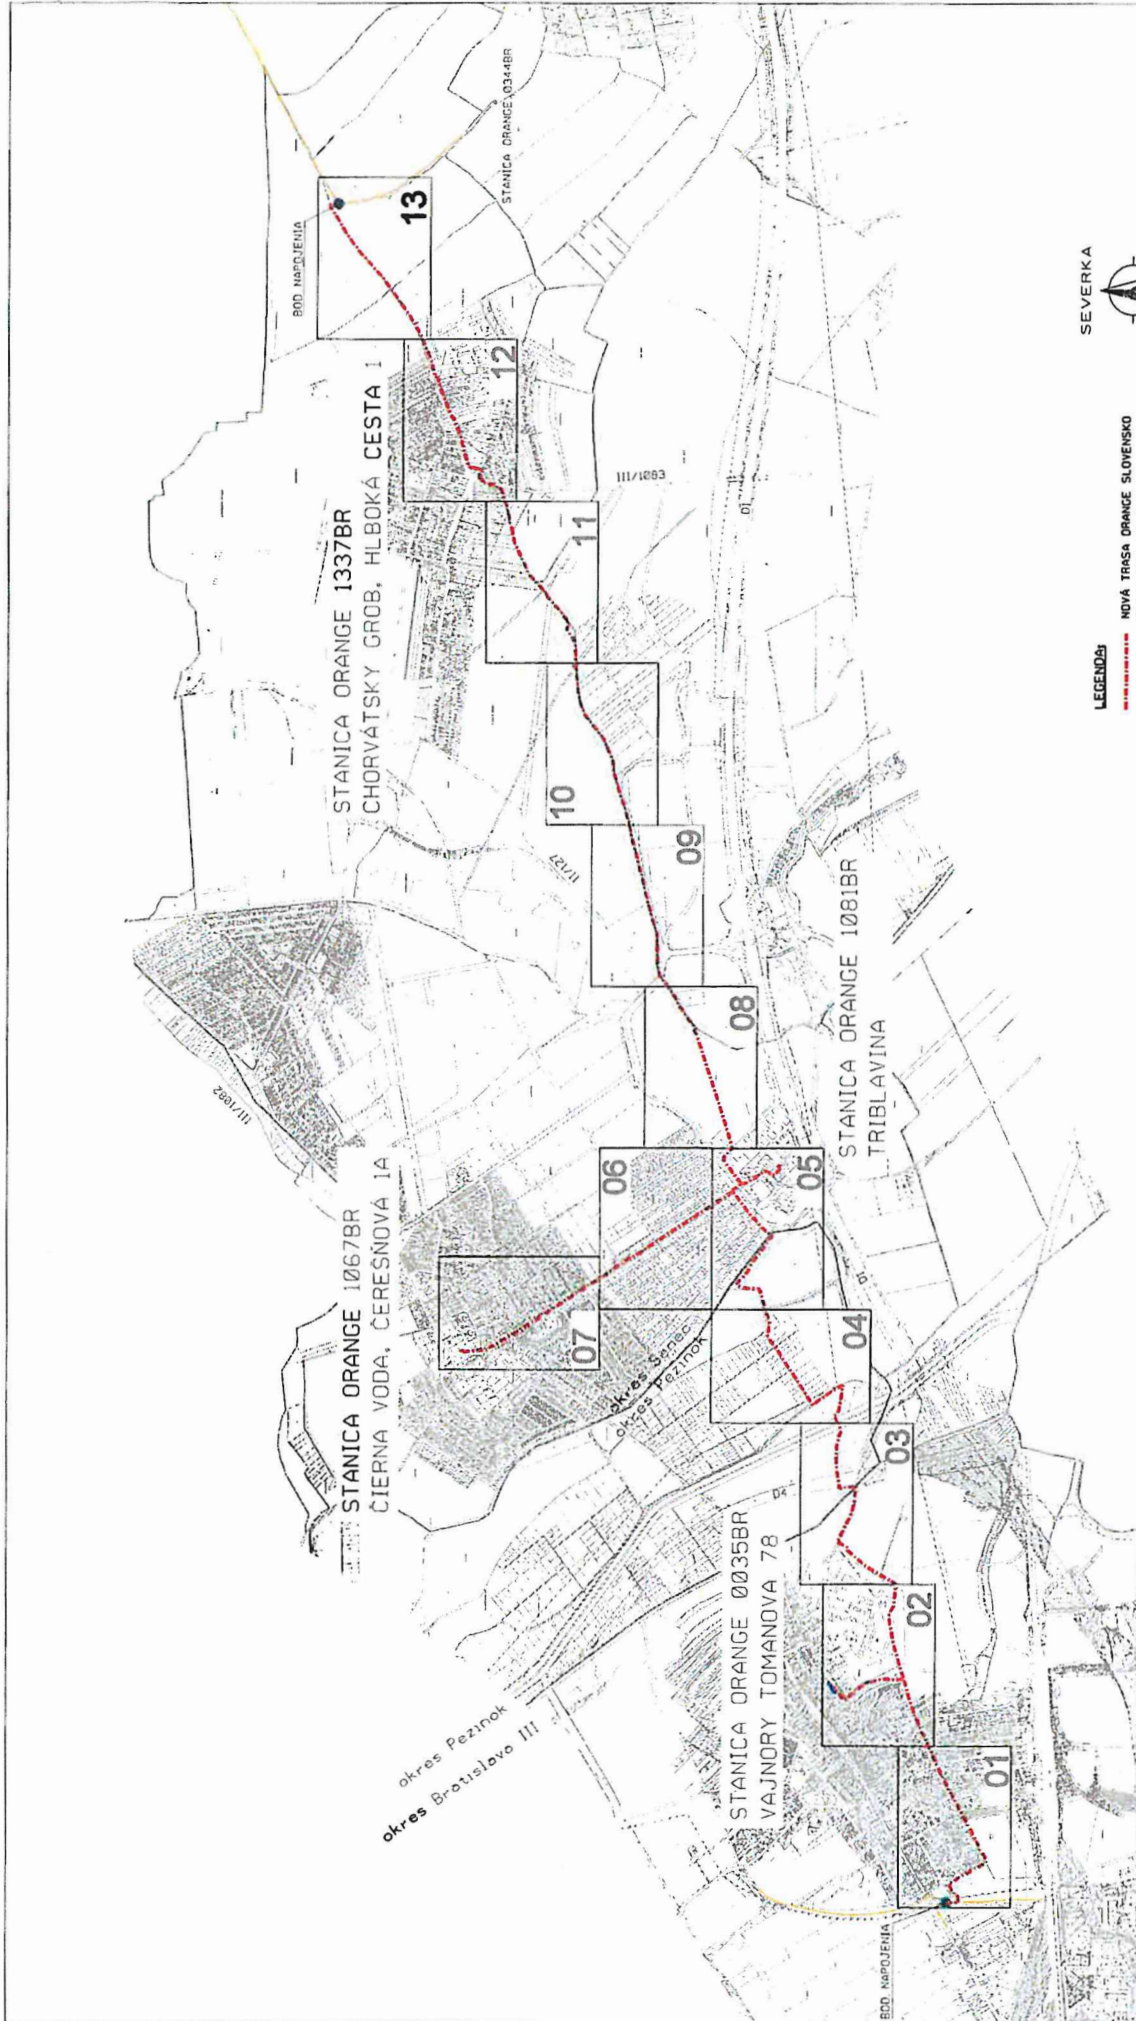 BOD NAPOJENIA
STANICA ORANGE 0035BR
VAJNORY TOMANOVA 78
okres Pezinok
okres Bratislava III
STANICA ORANGE 1067BR
ČIERNA VODA, ČEREŠŇOVÁ 1A
okres Senec
okres Pezinok
D4
D1
III/1082
STANICA ORANGE 1081BR
TRIBLAVINA
II/127
STANICA ORANGE 1337BR
CHORVÁTSKY GROB, HLBOKÁ CESTA 1
III/1083
D1
BOD NAPOJENIA
STANICA ORANGE 0344BR
01
02
03
04
05
06
07
08
09
10
11
12
13
SEVERKA
LEGENDA:
NOVÁ TRASA ORANGE SLOVENSKO